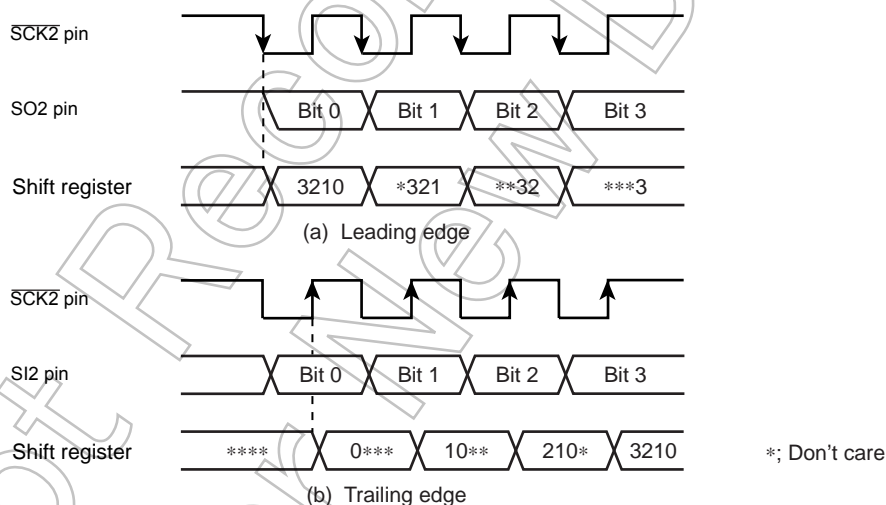 SCK2 pin
SO2 pin Bit 0 Bit 1 Bit 2 Bit 3
Shift register 3210 *321 **32 ***3
(a) Leading edge
SCK2 pin
SI2 pin Bit 0 Bit 1 Bit 2 Bit 3
Shift register **** 0*** 10** 210* 3210 *; Don't care
(b) Trailing edge